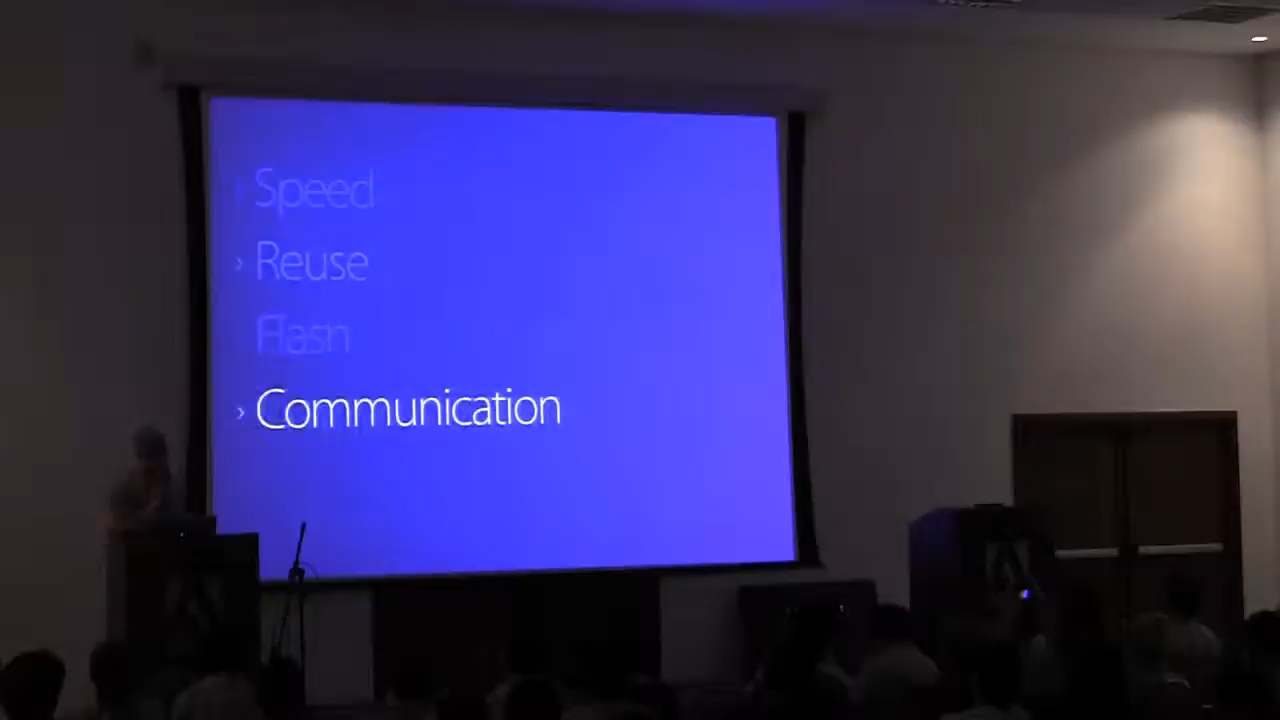 Speed
› Reuse
Flash
› Communication